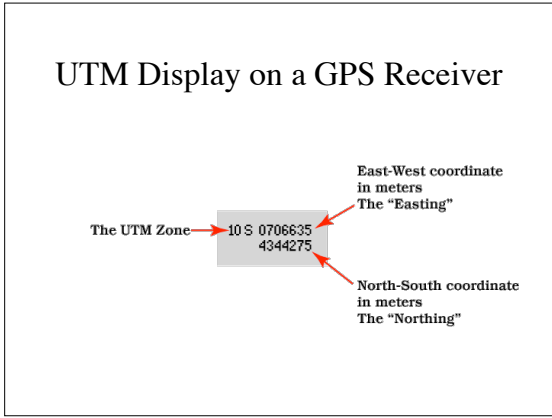 UTM Display on a GPS Receiver
East-West coordinate
in meters
The “Easting”
The UTM Zone
10 S 0706635
4344275
North-South coordinate
in meters
The “Northing”